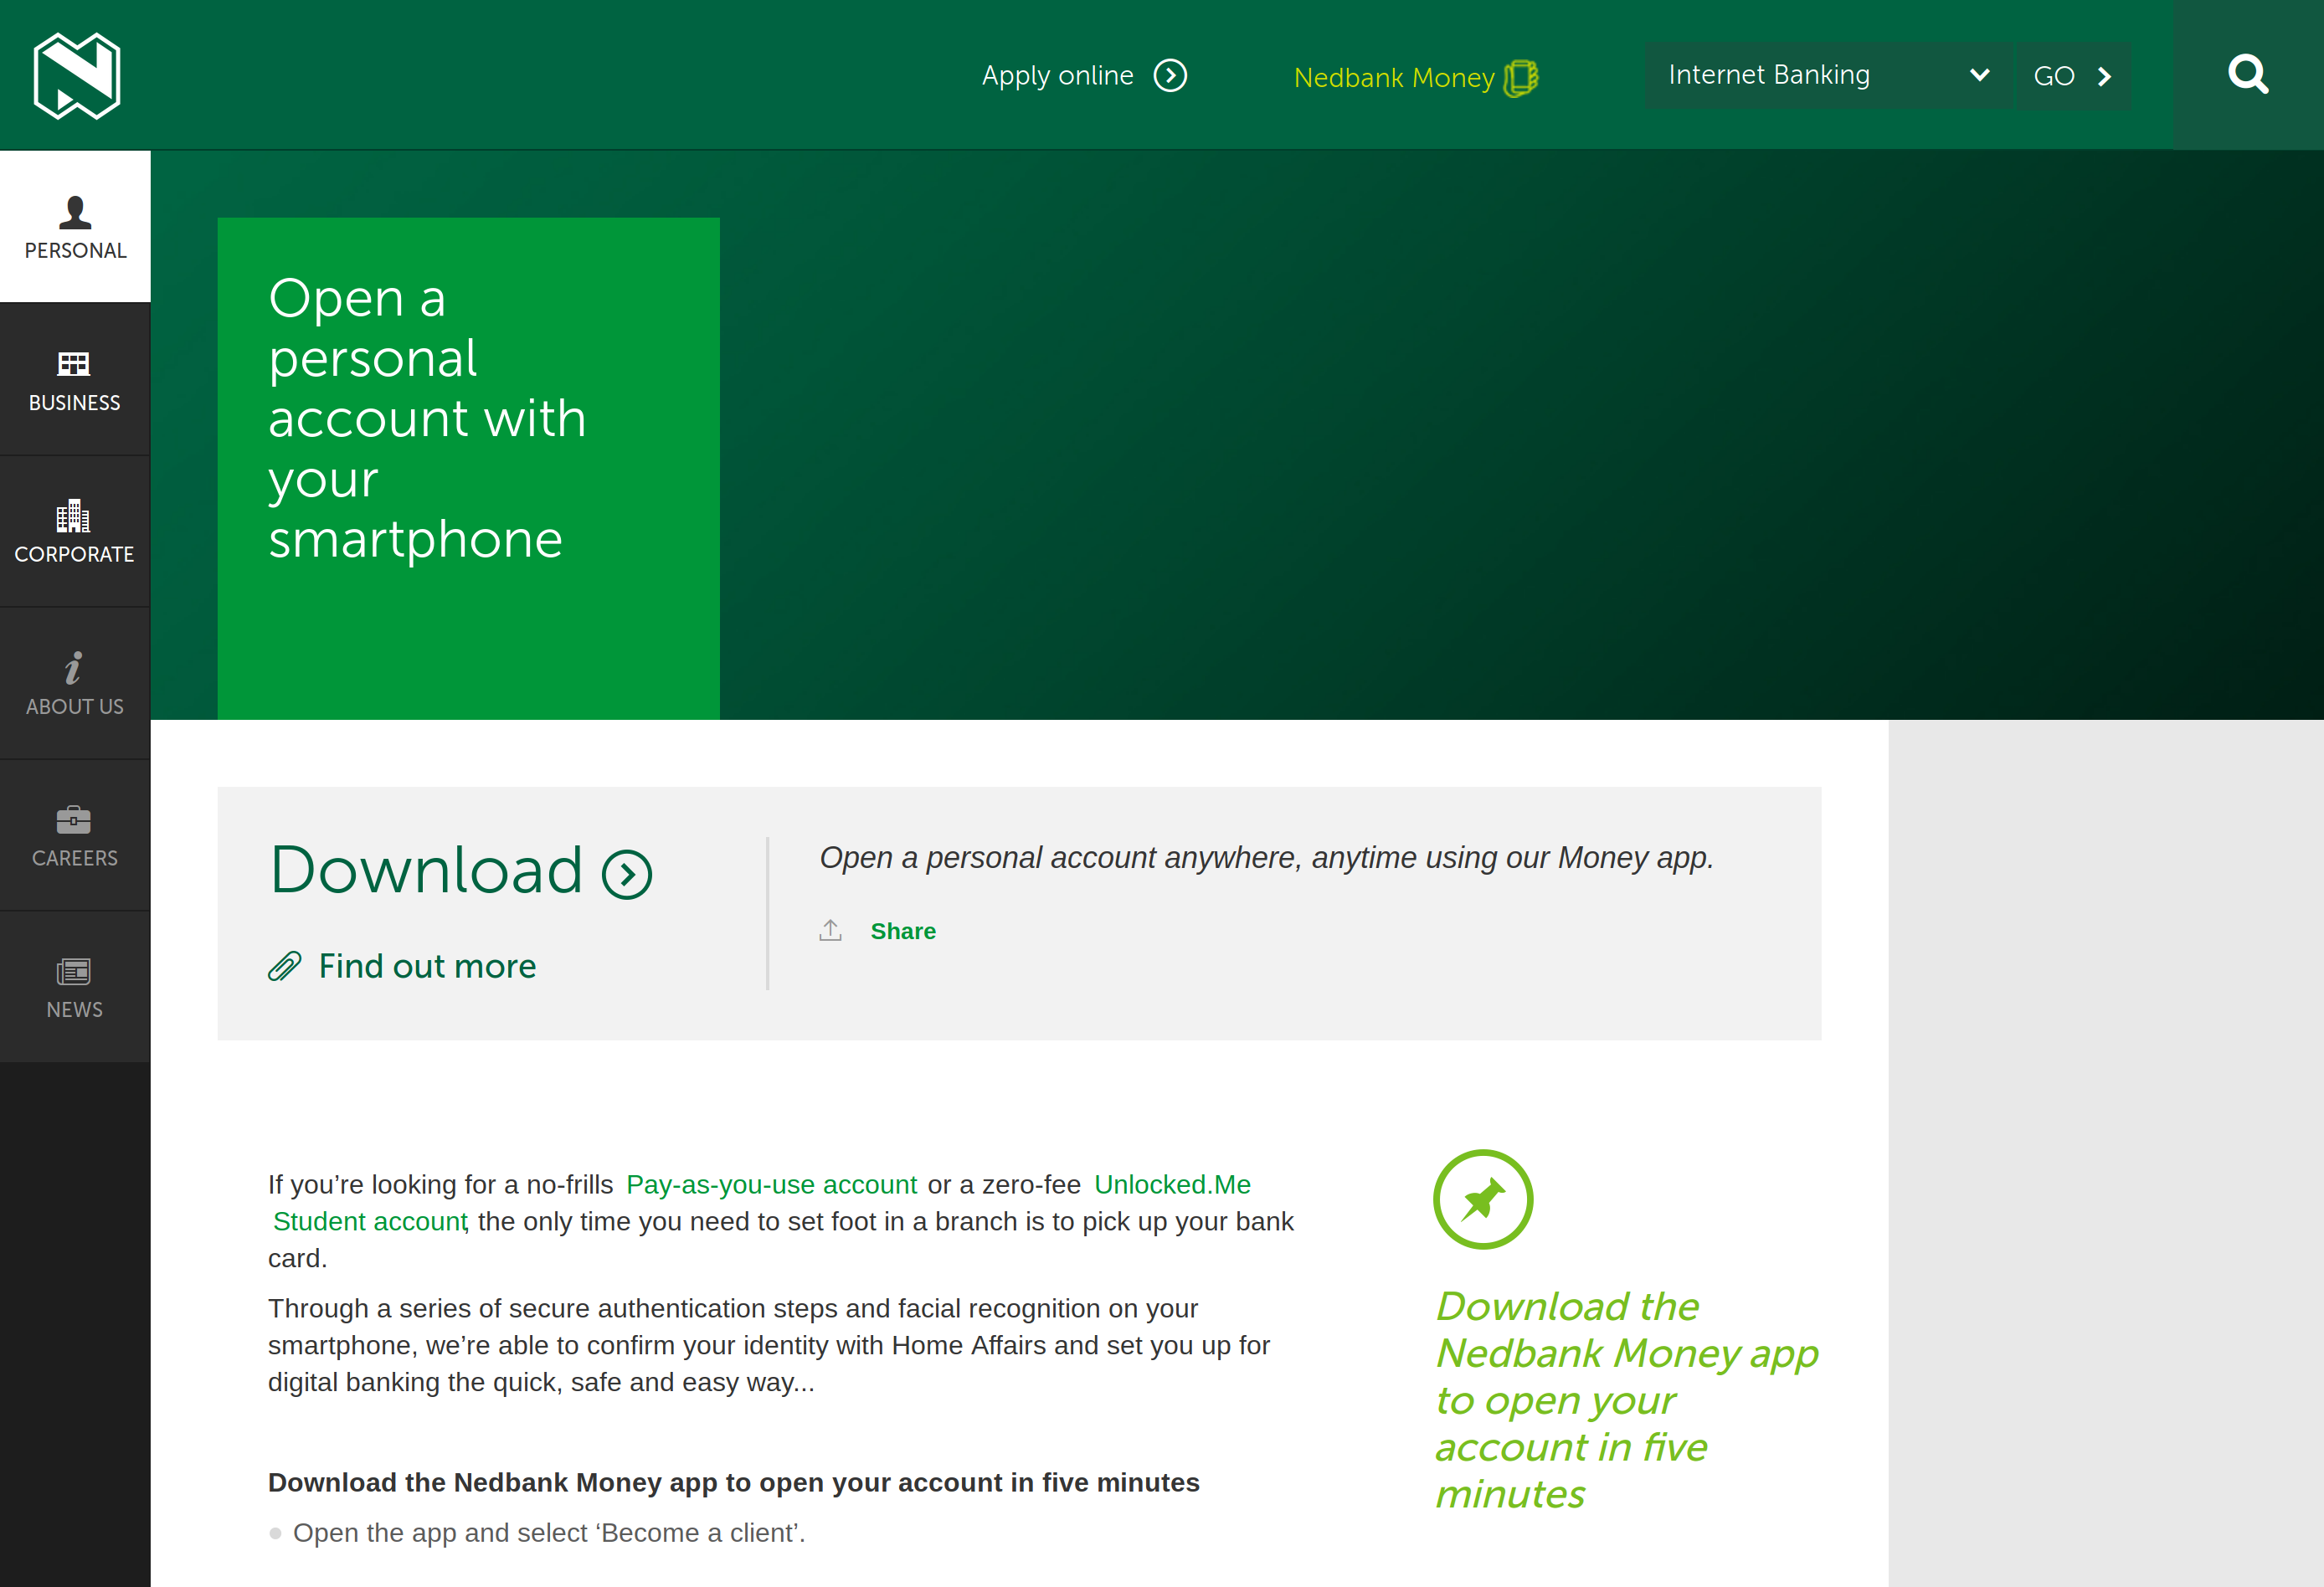 Apply online
Nedbank Money
Internet Banking
GO
PERSONAL
BUSINESS
CORPORATE
ABOUT US
CAREERS
NEWS
Open a
personal
account with
your
smartphone
Download
Find out more
Open a personal account anywhere, anytime using our Money app.
Share
If you’re looking for a no-frills Pay-as-you-use account or a zero-fee Unlocked.Me
Student account, the only time you need to set foot in a branch is to pick up your bank
card.
Through a series of secure authentication steps and facial recognition on your
smartphone, we’re able to confirm your identity with Home Affairs and set you up for
digital banking the quick, safe and easy way...
Download the Nedbank Money app to open your account in five minutes
Open the app and select ‘Become a client’.
Download the
Nedbank Money app
to open your
account in five
minutes